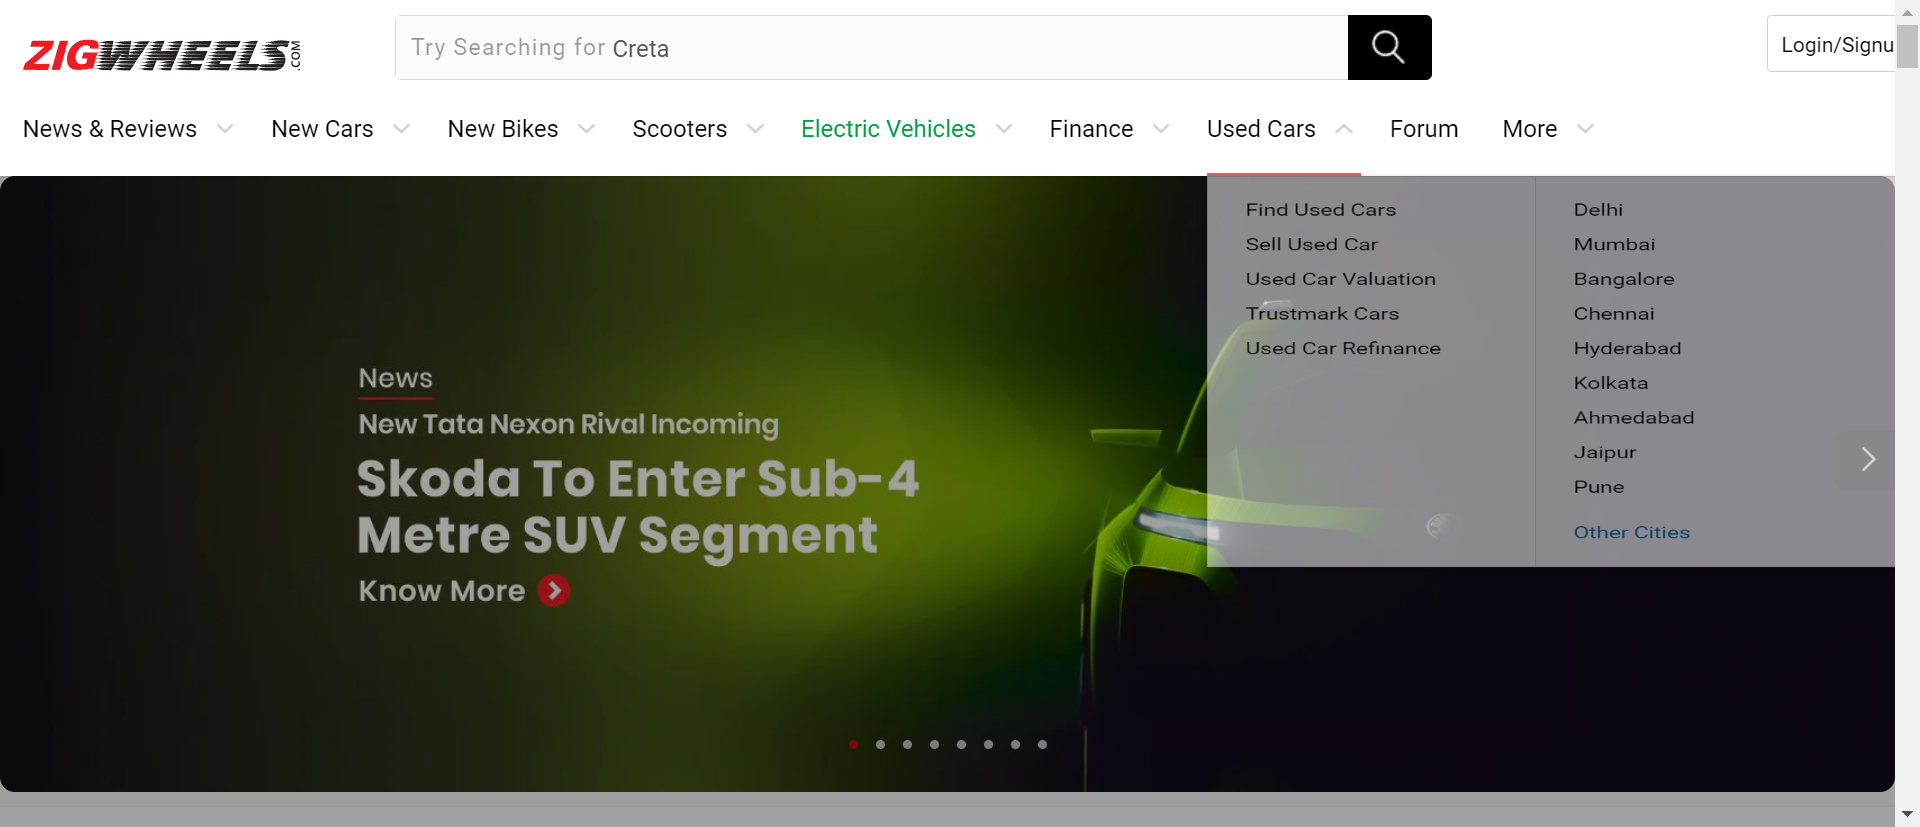 ZIGWHEELS.COM
Try Searching for Creta
Login/Signu
News & Reviews
New Cars
New Bikes
Scooters
Electric Vehicles
Finance
Used Cars
Forum
More
Find Used Cars
Sell Used Car
Used Car Valuation
Trustmark Cars
Used Car Refinance
Delhi
Mumbai
Bangalore
Chennai
Hyderabad
Kolkata
Ahmedabad
Jaipur
Pune
Other Cities
News
New Tata Nexon Rival Incoming
Skoda To Enter Sub-4
Metre SUV Segment
Know More